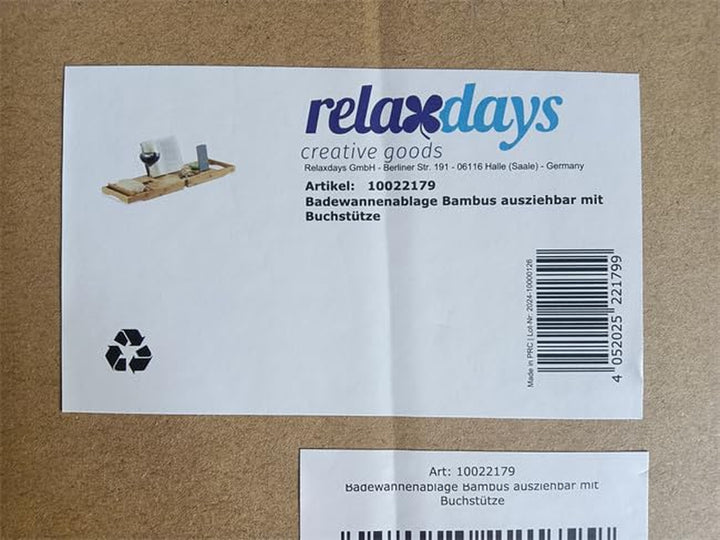 relaxdays
creative goods
Relaxdays GmbH - Berliner Str. 191 - 06116 Halle (Saale) - Germany
Artikel: 10022179
Badewannenablage Bambus ausziehbar mit
Buchstütze
Made in PRC | Lot-Nr: 2024-10000126
4 052025 221799
Art: 10022179
Badewannenablage Bambus ausziehbar mit
Buchstütze